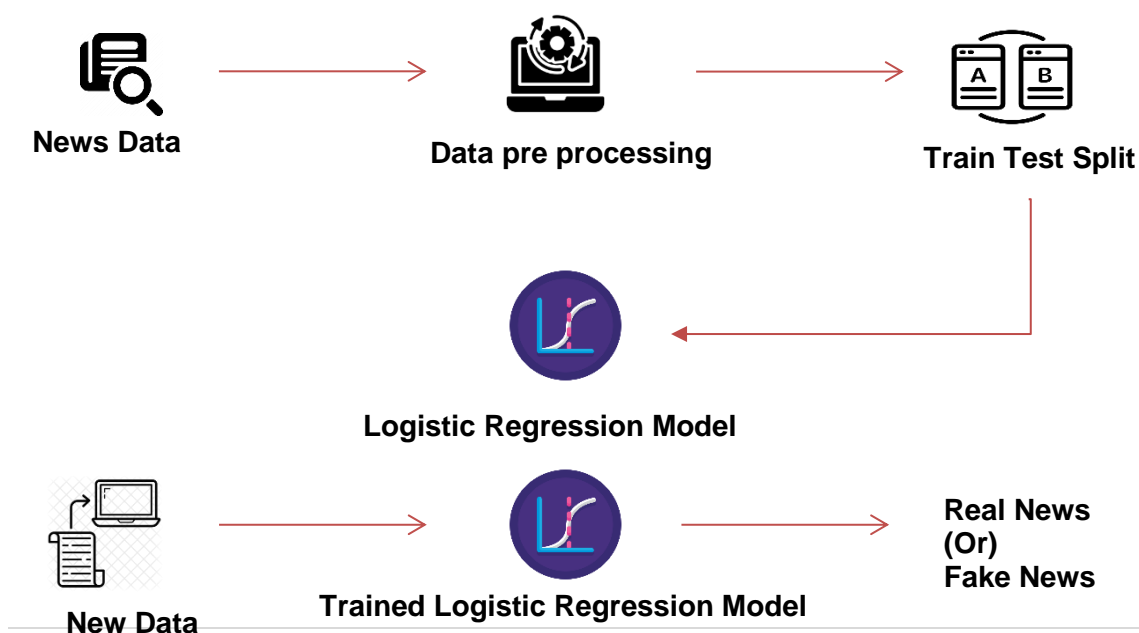 News Data
Data pre processing
A
B
Train Test Split
Logistic Regression Model
Real News
(Or)
Fake News
New Data
Trained Logistic Regression Model